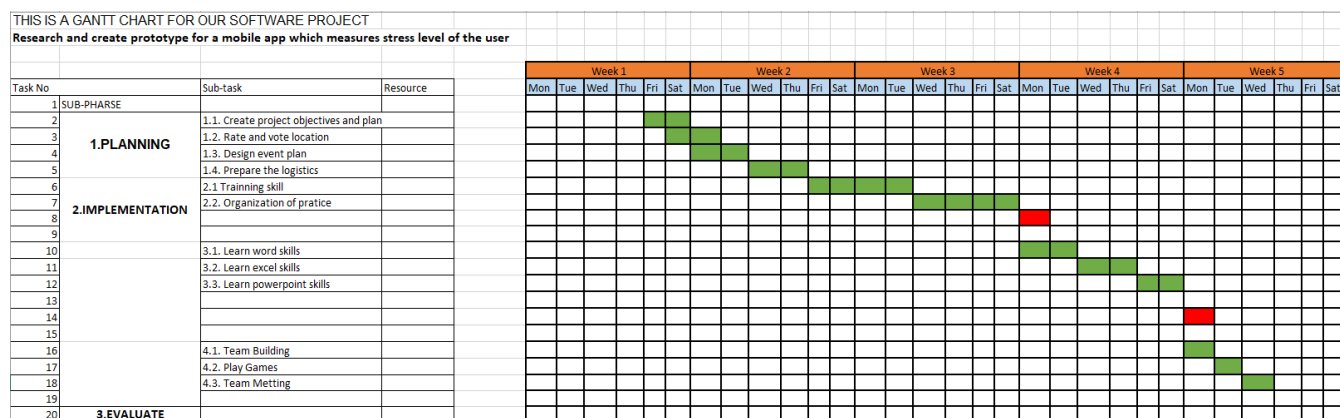 THIS IS A GANTT CHART FOR OUR SOFTWARE PROJECT
Research and create prototype for a mobile app which measures stress level of the user
Week 1 Week 2 Week 3 Week 4 Week 5
Task No Sub-task Resource Mon Tue Wed Thu Fri Sat Mon Tue Wed Thu Fri Sat Mon Tue Wed Thu Fri Sat Mon Tue Wed Thu Fri Sat Mon Tue Wed Thu Fri Sat
1 SUB-PHARSE
2 1.1. Create project objectives and plan
3 1.2. Rate and vote location
1.PLANNING
4 1.3. Design event plan
5 1.4. Prepare the logistics
6 2.1 Trainning skill
7 2.2. Organization of pratice
2.IMPLEMENTATION
8
9
10 3.1. Learn word skills
11 3.2. Learn excel skills
12 3.3. Learn powerpoint skills
13
14
15
16 4.1. Team Building
17 4.2. Play Games
18 4.3. Team Metting
19
20 3.EVALUATE